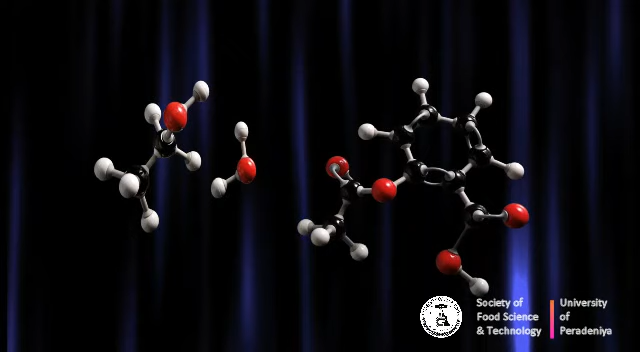 Society of
Food Science
& Technology
University
of
Peradeniya